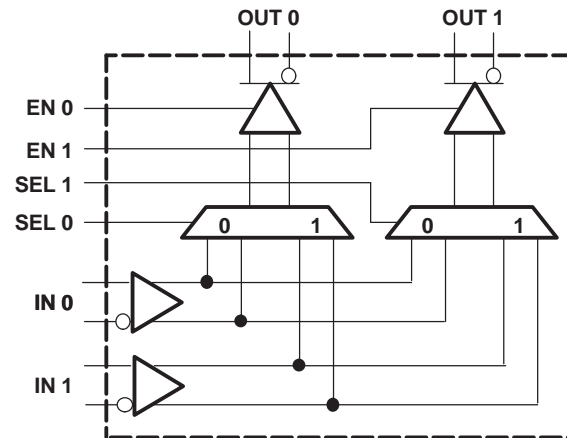 OUT 0
OUT 1
EN 0
EN 1
SEL 1
SEL 0
0
1
0
1
IN 0
IN 1